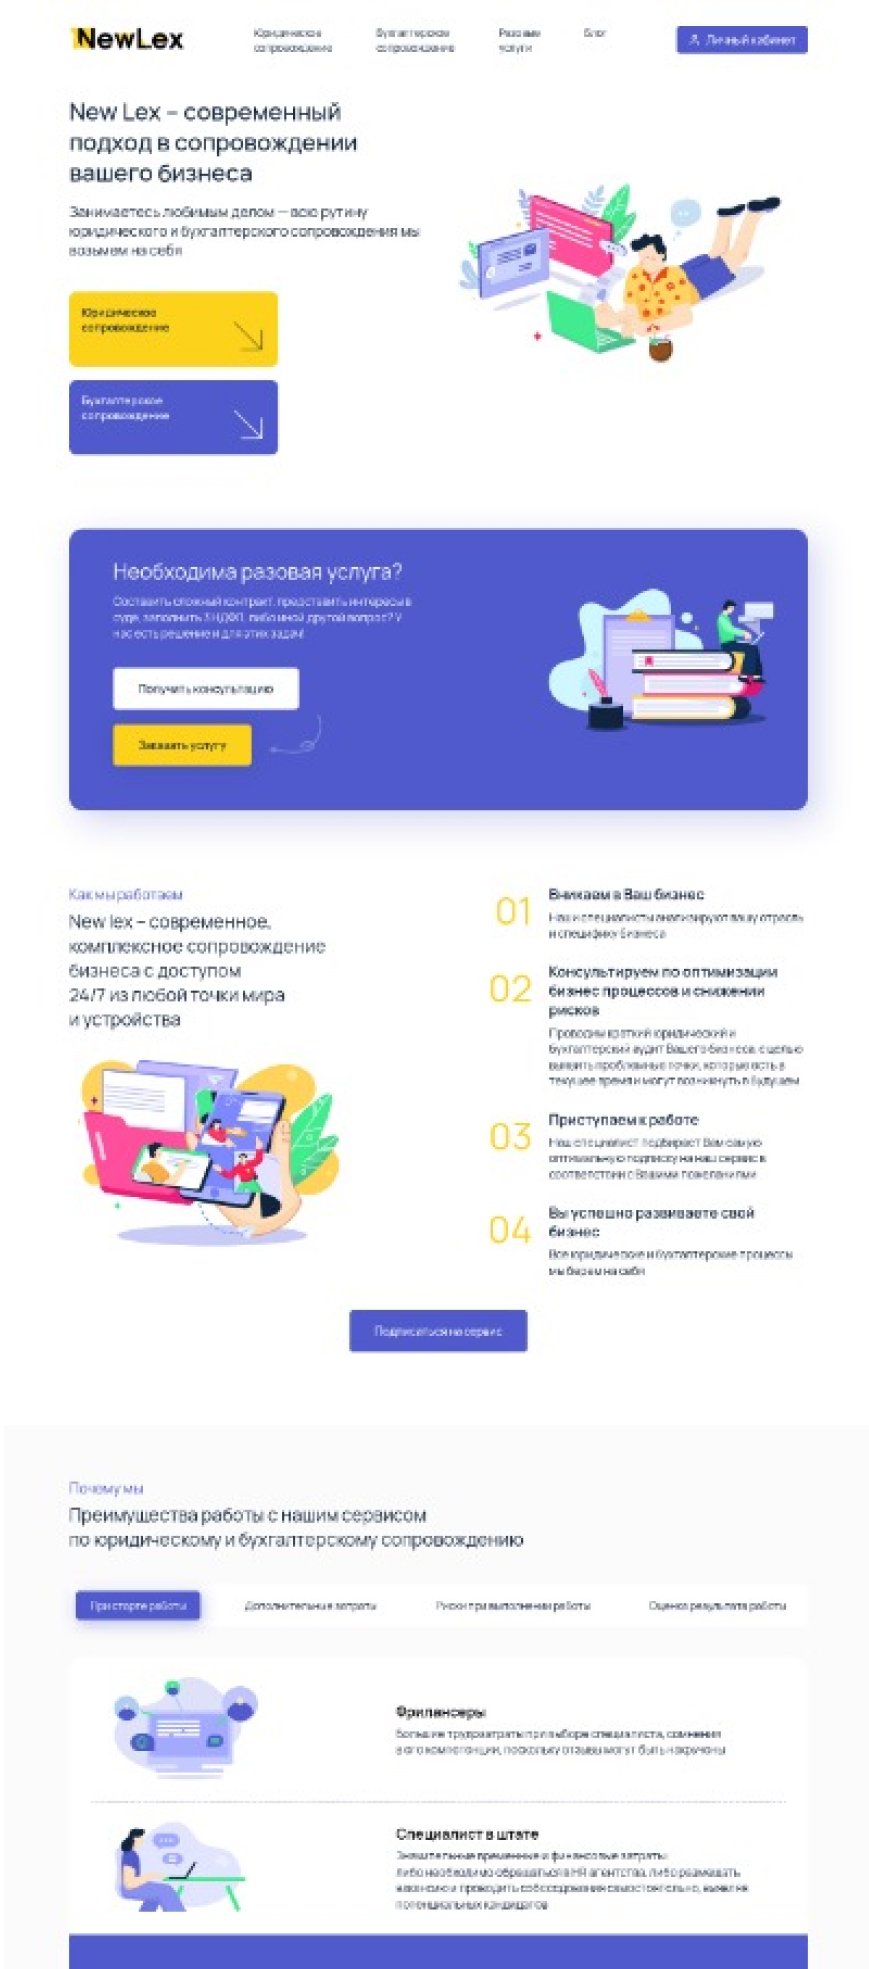 NewLex
Юридическое
сопровождение
Бухгалтерское
сопровождение
Разовые
услуги
Блог
Личный кабинет
New Lex – современный
подход в сопровождении
вашего бизнеса
Занимаетесь любимым делом — всю рутину
юридического и бухгалтерского сопровождения мы
возьмем на себя
Юридическое
сопровождение
Бухгалтерское
сопровождение
Необходима разовая услуга?
Составить сложный контракт, представить интересы в
суде, заполнить 3НДФЛ, либо иной другой вопрос? У
нас есть решение и для этих задач!
Получить консультацию
Заказать услугу
Как мы работаем
New lex – современное,
комплексное сопровождение
бизнеса с доступом
24/7 из любой точки мира
и устройства
01
Вникаем в Ваш бизнес
Наши специалисты анализируют вашу отрасль
и специфику бизнеса
02
Консультируем по оптимизации
бизнес процессов и снижении
рисков
Проводим краткий юридический и
бухгалтерский аудит Вашего бизнеса, с целью
выявить проблемные точки, которые есть в
текущее время и могут возникнуть в будущем
03
Приступаем к работе
Наш специалист подбирает Вам самую
оптимальную подписку на наш сервис в
соответствии с Вашими пожеланиями
04
Вы успешно развиваете свой
бизнес
Все юридические и бухгалтерские процессы
мы берем на себя
Подписаться на сервис
Почему мы
Преимущества работы с нашим сервисом
по юридическому и бухгалтерскому сопровождению
При старте работы
Дополнительные затраты
Риски при выполнении работы
Оценка результата работы
Фрилансеры
Большие трудозатраты при выборе специалиста, сомнения
в его компетенции, поскольку отзывы могут быть накручены
Специалист в штате
Значительные временные и финансовые затраты:
либо необходимо обращаться в HR агентства, либо размещать
вакансию и проводить собеседования самостоятельно, выявляя
потенциальных кандидатов